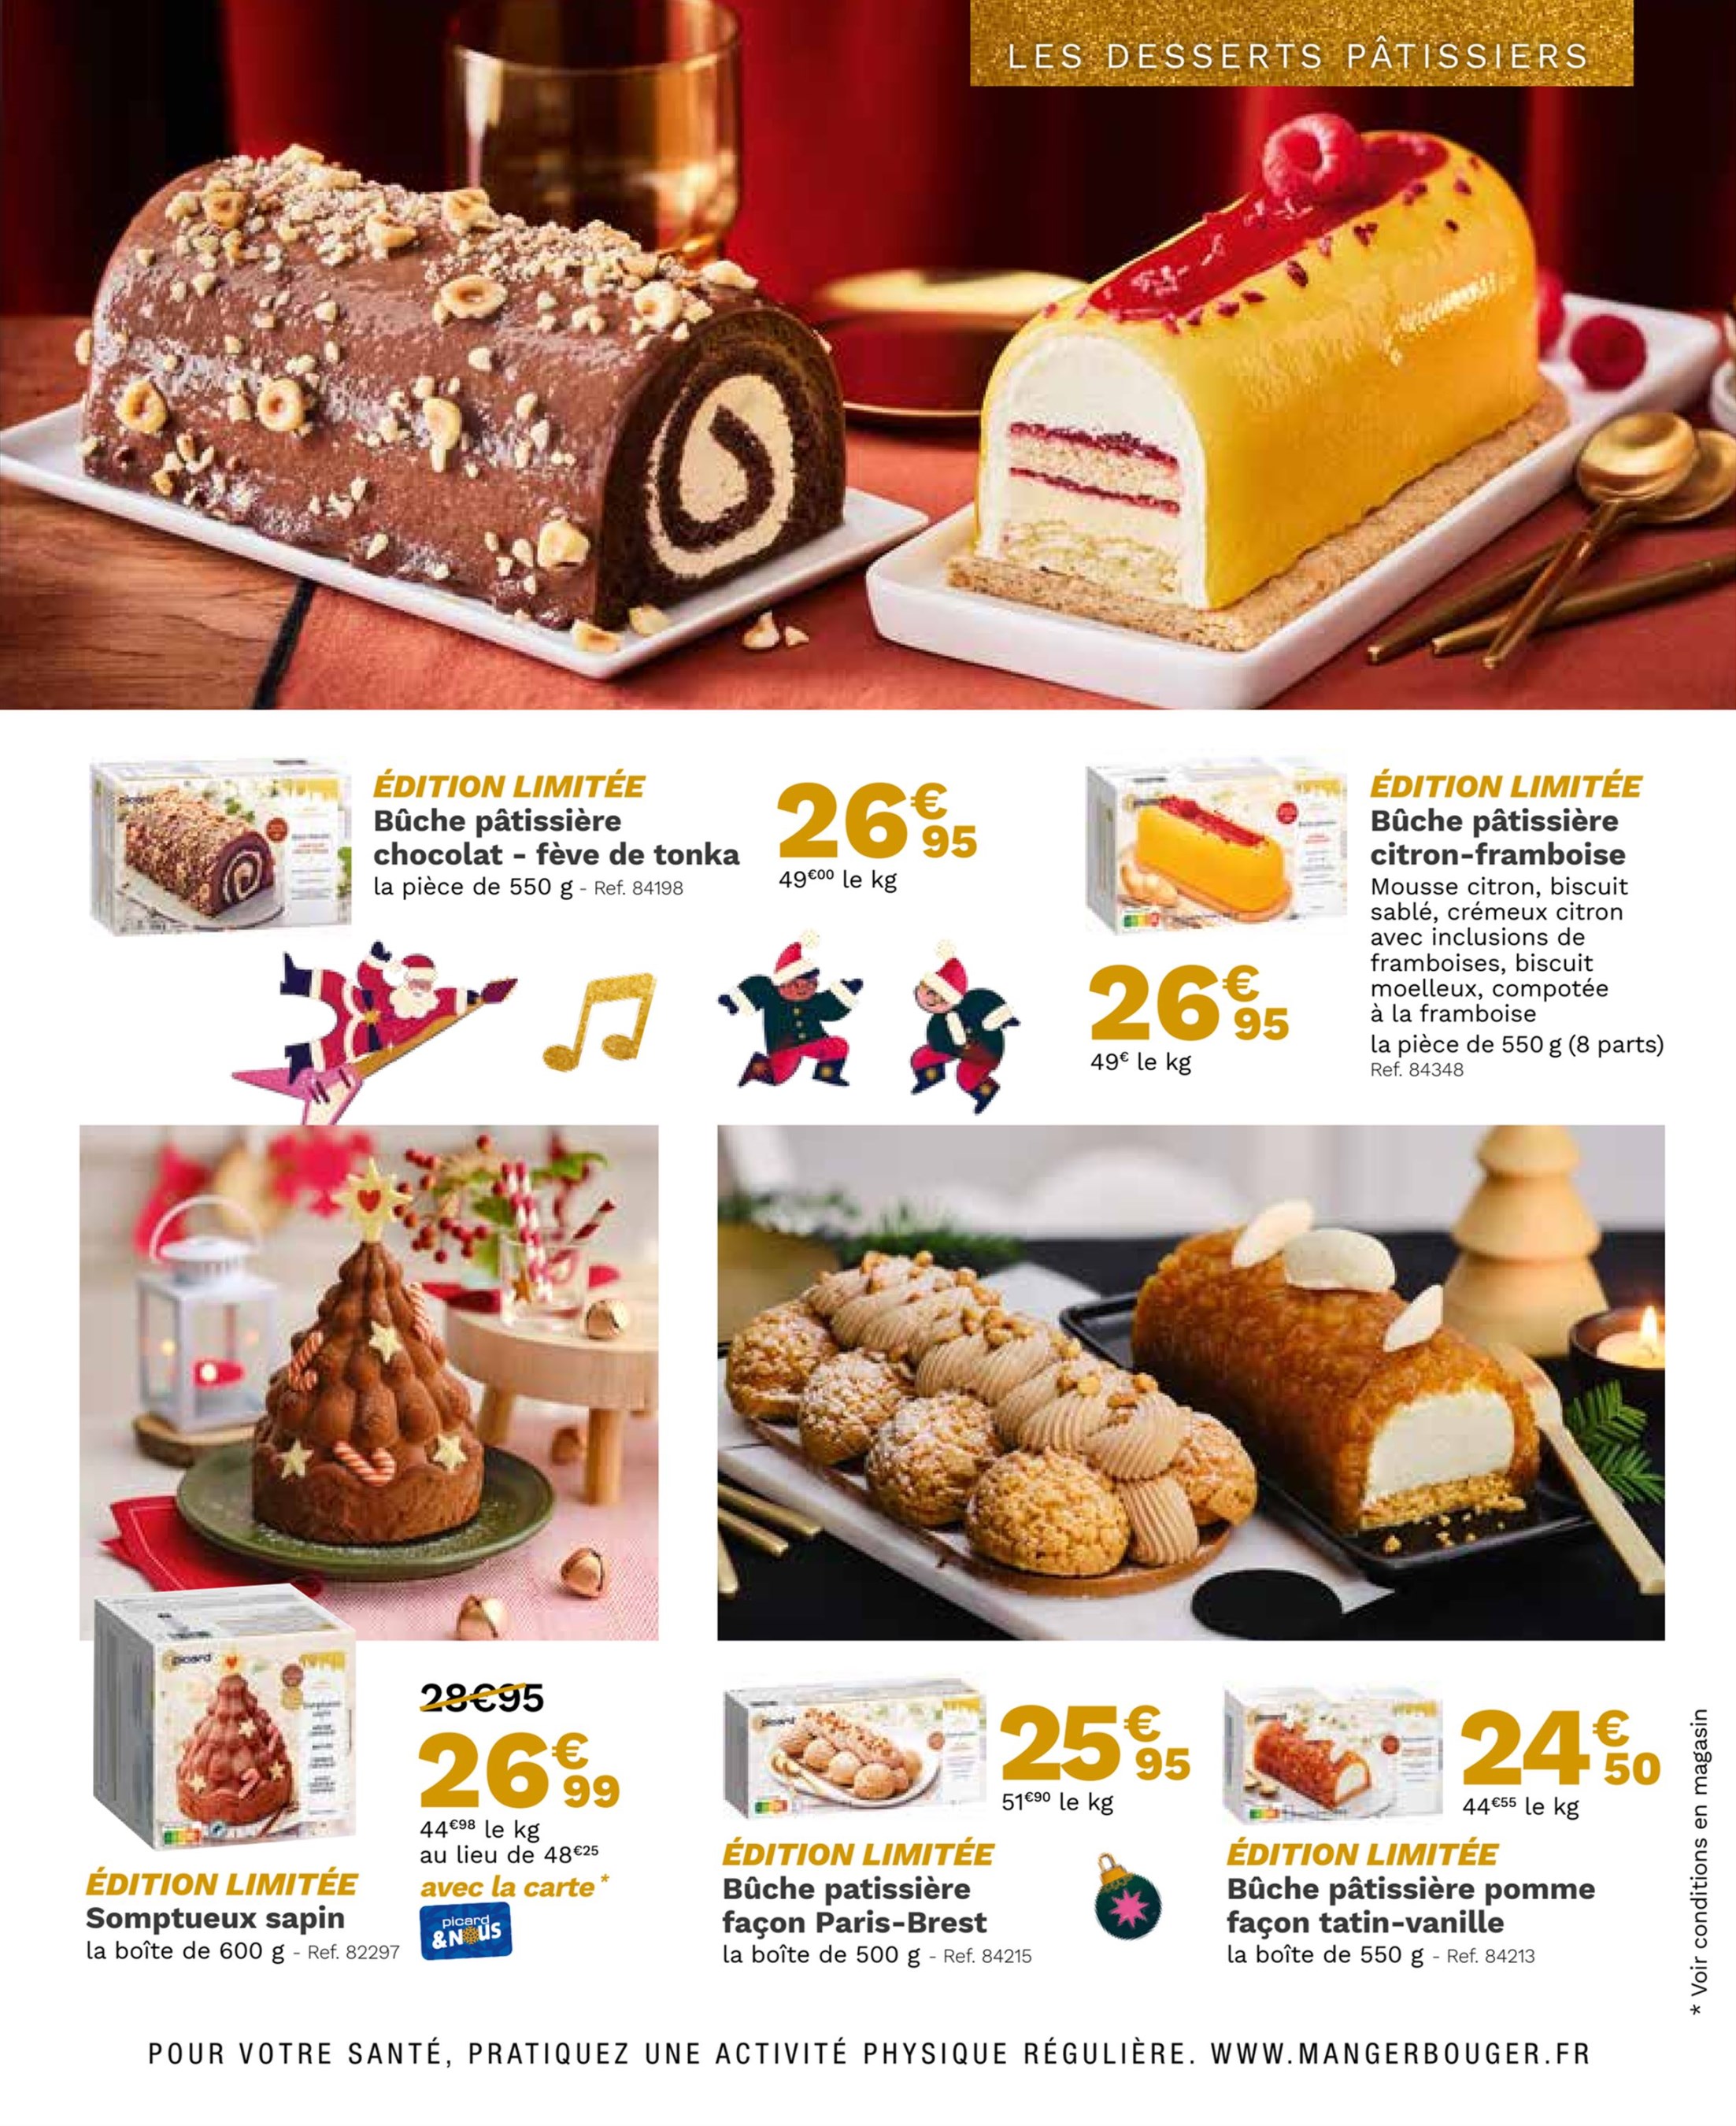 LES DESSERTS PÂTISSIERS
ÉDITION LIMITÉE
Bûche pâtissière
chocolat - fève de tonka
la pièce de 550 g - Ref. 84198
26€95
49€00 le kg
ÉDITION LIMITÉE
Bûche pâtissière
citron-framboise
Mousse citron, biscuit
sablé, crémeux citron
avec inclusions de
framboises, biscuit
moelleux, compotée
à la framboise
la pièce de 550 g (8 parts)
Ref. 84348
26€95
49€ le kg
picard
28€95
26€99
44€98 le kg
au lieu de 48€25
avec la carte*
picard
&NOUS
ÉDITION LIMITÉE
Somptueux sapin
la boîte de 600 g - Ref. 82297
picard
25€95
51€90 le kg
ÉDITION LIMITÉE
Bûche patissière
façon Paris-Brest
la boîte de 500 g - Ref. 84215
24€50
44€55 le kg
ÉDITION LIMITÉE
Bûche pâtissière pomme
façon tatin-vanille
la boîte de 550 g - Ref. 84213
* Voir conditions en magasin
POUR VOTRE SANTÉ, PRATIQUEZ UNE ACTIVITÉ PHYSIQUE RÉGULIÈRE. WWW.MANGERBOUGER.FR